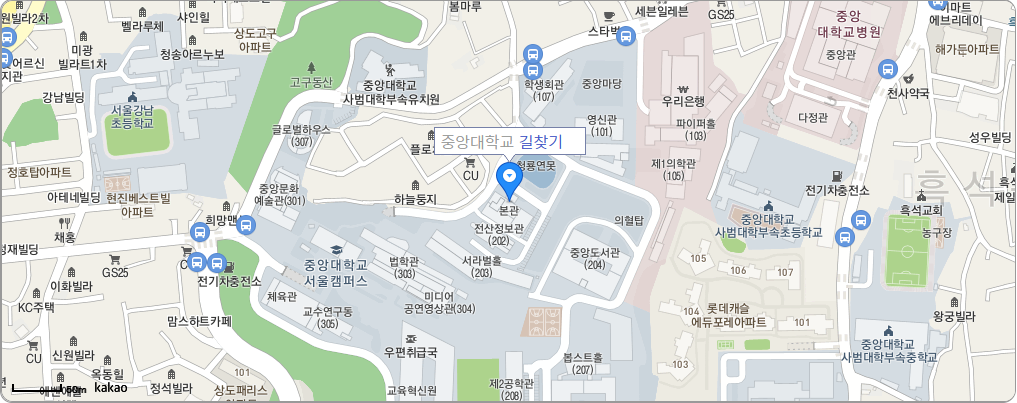 원빌라2차
벨라루체
샤인힐
상도고구
아파트
봄마루
스타벅
세븐일레븐
GS25
중앙
대학교병원
중앙관
에브리데이
해가든아파트
미광
빌라트1차
청송아르누보
지관
강남빌딩
서울강남
초등학교
고구동산
중앙대학교
사범대학부속유치원
학생회관
(107)
중앙마당
우리은행
영신관
(101)
파이퍼홀
(103)
천사약국
다정관
성우빌딩
글로벌하우스
(307)
플로
중앙대학교 길찾기
청룡연못
CU
제1의학관
(105)
정호탑아파트
아테네빌딩
현진에버스트빌
아파트
중앙문화
예술관(301)
하늘둥지
전기차충전소
흑석
제일
흑석교회
농구장
희망맨
본관
전산정보관
(202)
의혈탑
중앙대학교
사범대학부속초등학교
정재빌딩
채홍
GS25
이화빌라
KC주택
CU
전기차충전소
중앙대학교
서울캠퍼스
법학관
(303)
서라벌홀
(203)
중앙도서관
(204)
105
106
107
103
102
104
101
롯데캐슬
에듀포레아파트
체육관
교수연구동
(305)
미디어
공연영상관(304)
왕궁빌라
맘스하트카페
CU
신원빌라
옥동힐
정석빌라
상도패리스
우편취급국
교육혁신원
제2공학관
(208)
봅스트홀
(207)
중앙대학교
사범대학부속중학교
50m
kakao